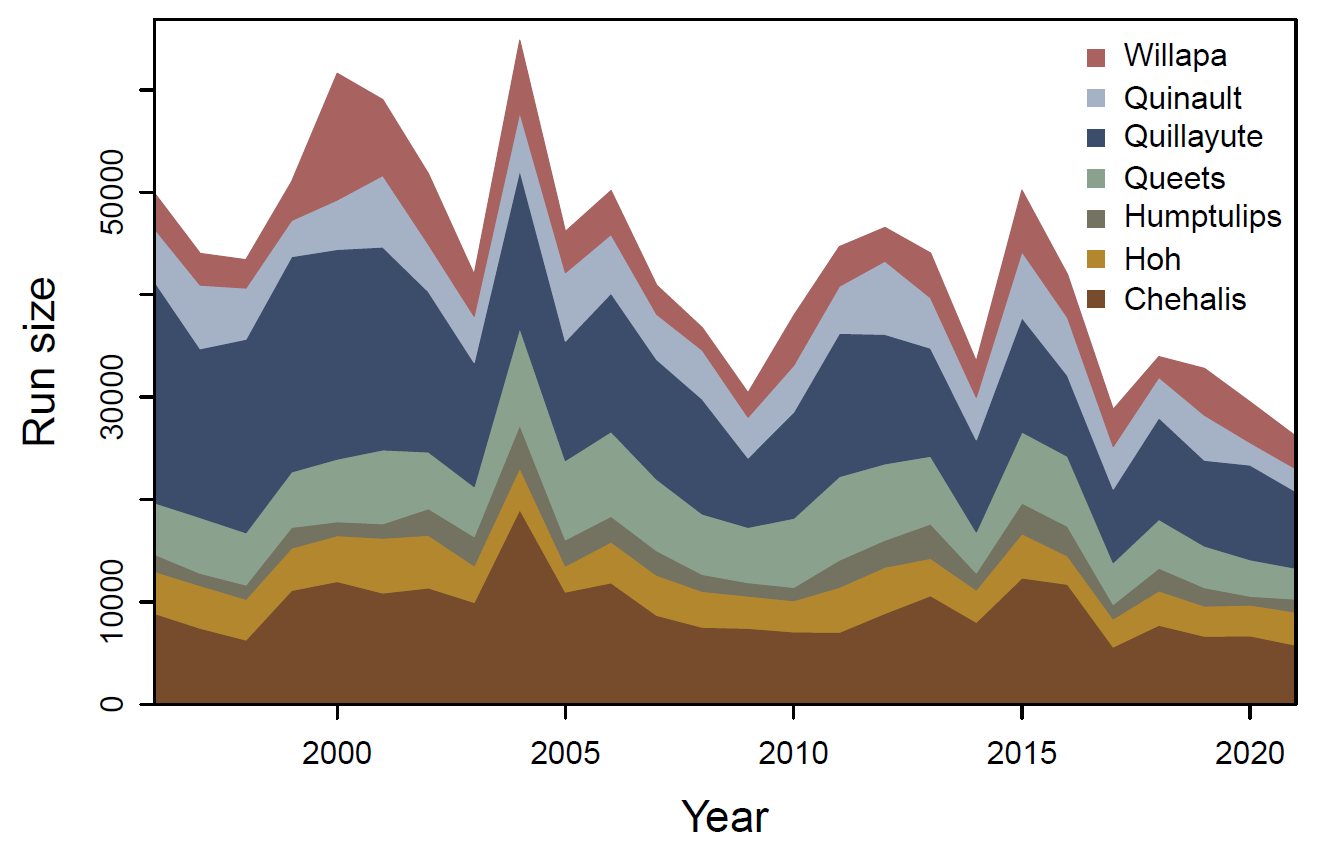 Willapa
Quinault
Quillayute
Queets
Humptulips
Hoh
Chehalis
Run size
50000
30000
10000
0
2000 2005 2010 2015 2020
Year